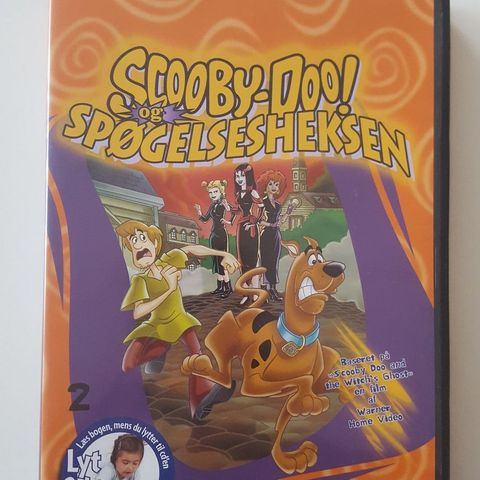 SCOOBY-DOO!
og
SPØGELSESHEKSEN
Baseret på
»Scooby Doo and
the Witch's Ghost«
en film
af
Warner
Home Video
2
Læs bogen, mens du lytter til cd'en
Lyt